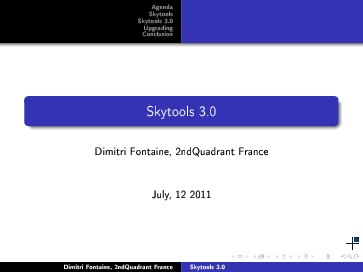 Agenda
Skytools
Skytools 3.0
Upgrading
Conclusion
Skytools 3.0
Dimitri Fontaine, 2ndQuadrant France
July, 12 2011
Dimitri Fontaine, 2ndQuadrant France
Skytools 3.0